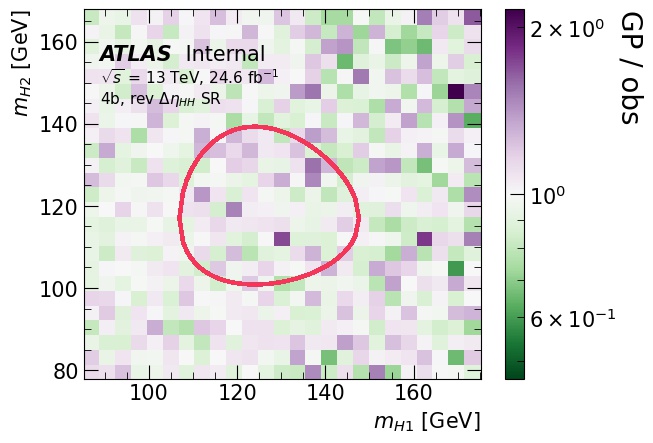 ATLAS Internal
√s = 13 TeV, 24.6 fb⁻¹
4b, rev Δη_HH SR
m_H2 [GeV]
160
140
120
100
80
100 120 140 160
m_H1 [GeV]
2 × 10⁰
10⁰
6 × 10⁻¹
GP / obs